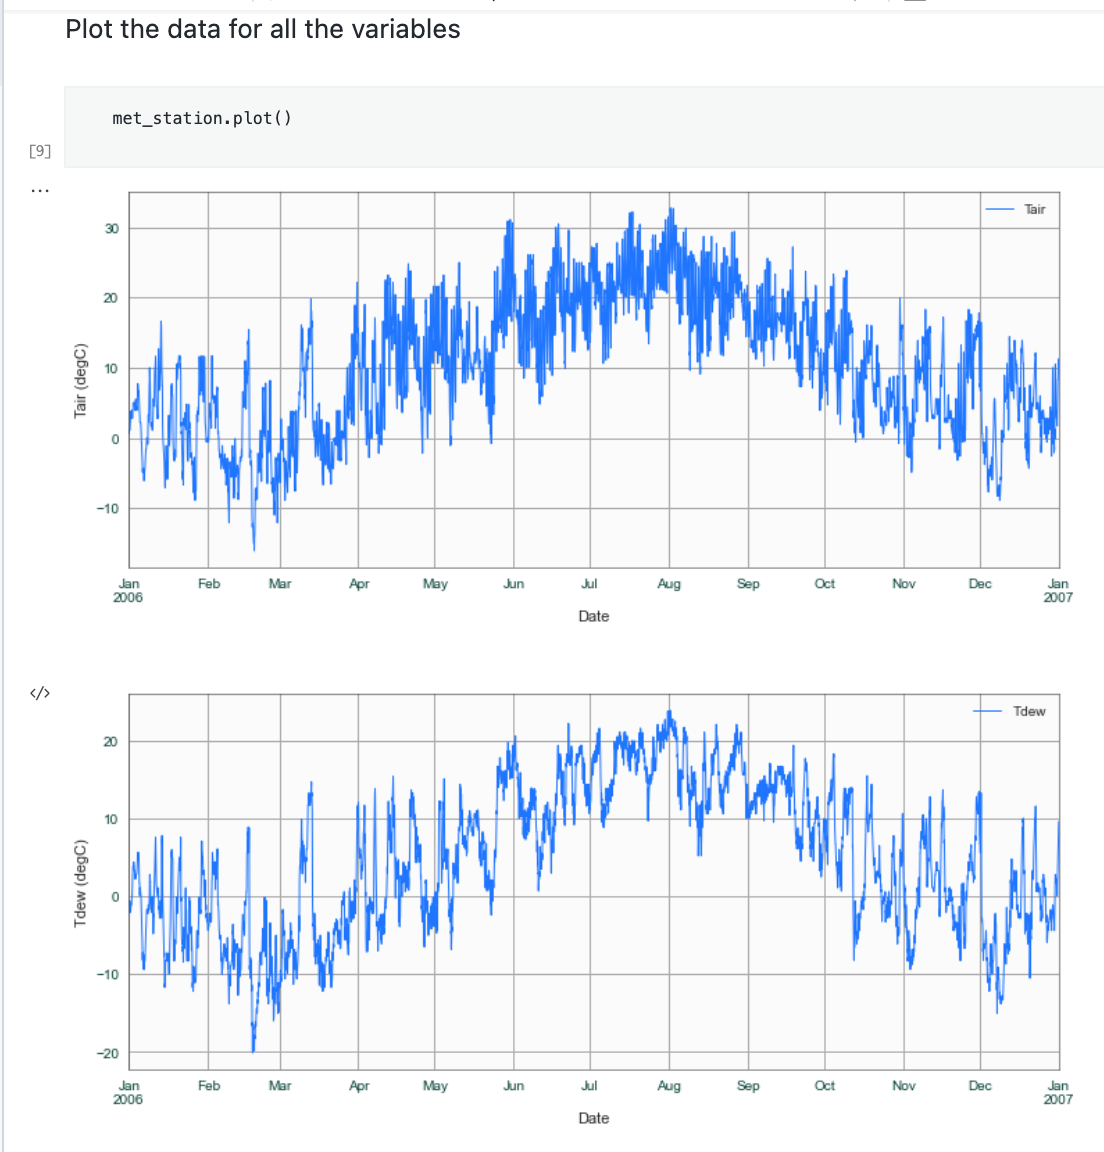 Plot the data for all the variables
met_station.plot()
[9]
...
Tair
30
20
10
0
−10
Tair (degC)
Jan Feb Mar Apr May Jun Jul Aug Sep Oct Nov Dec Jan
2006 2007
Date
</>
Tdew
20
10
0
−10
−20
Tdew (degC)
Jan Feb Mar Apr May Jun Jul Aug Sep Oct Nov Dec Jan
2006 2007
Date